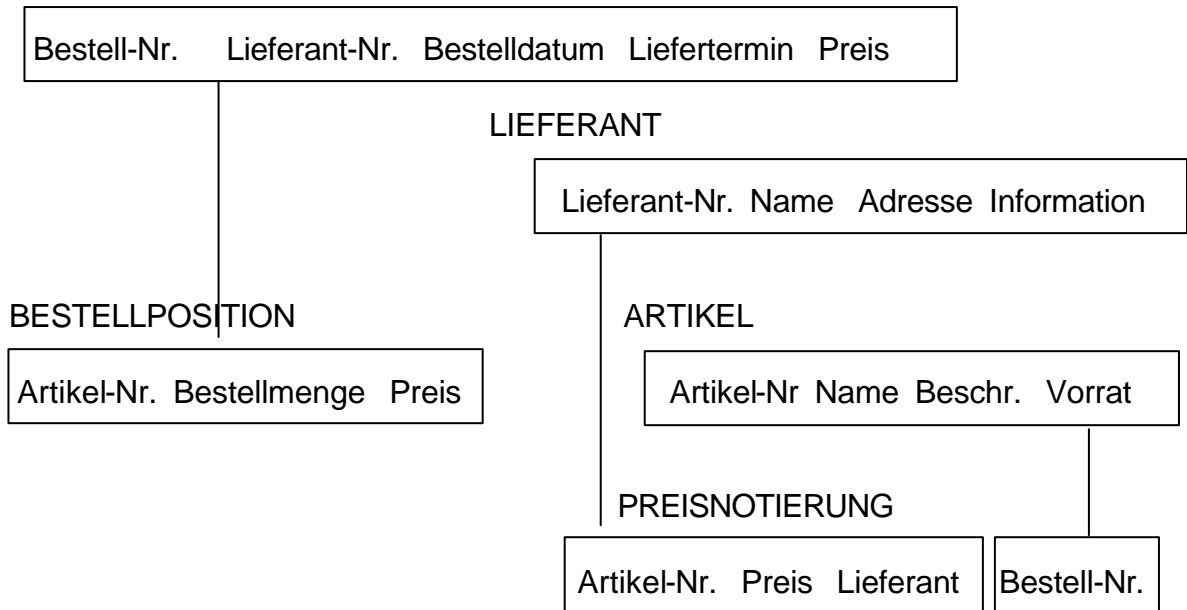 Bestell-Nr. Lieferant-Nr. Bestelldatum Liefertermin Preis
LIEFERANT
Lieferant-Nr. Name Adresse Information
BESTELLPOSITION ARTIKEL
Artikel-Nr. Bestellmenge Preis Artikel-Nr Name Beschr. Vorrat
PREISNOTIERUNG
Artikel-Nr. Preis Lieferant Bestell-Nr.